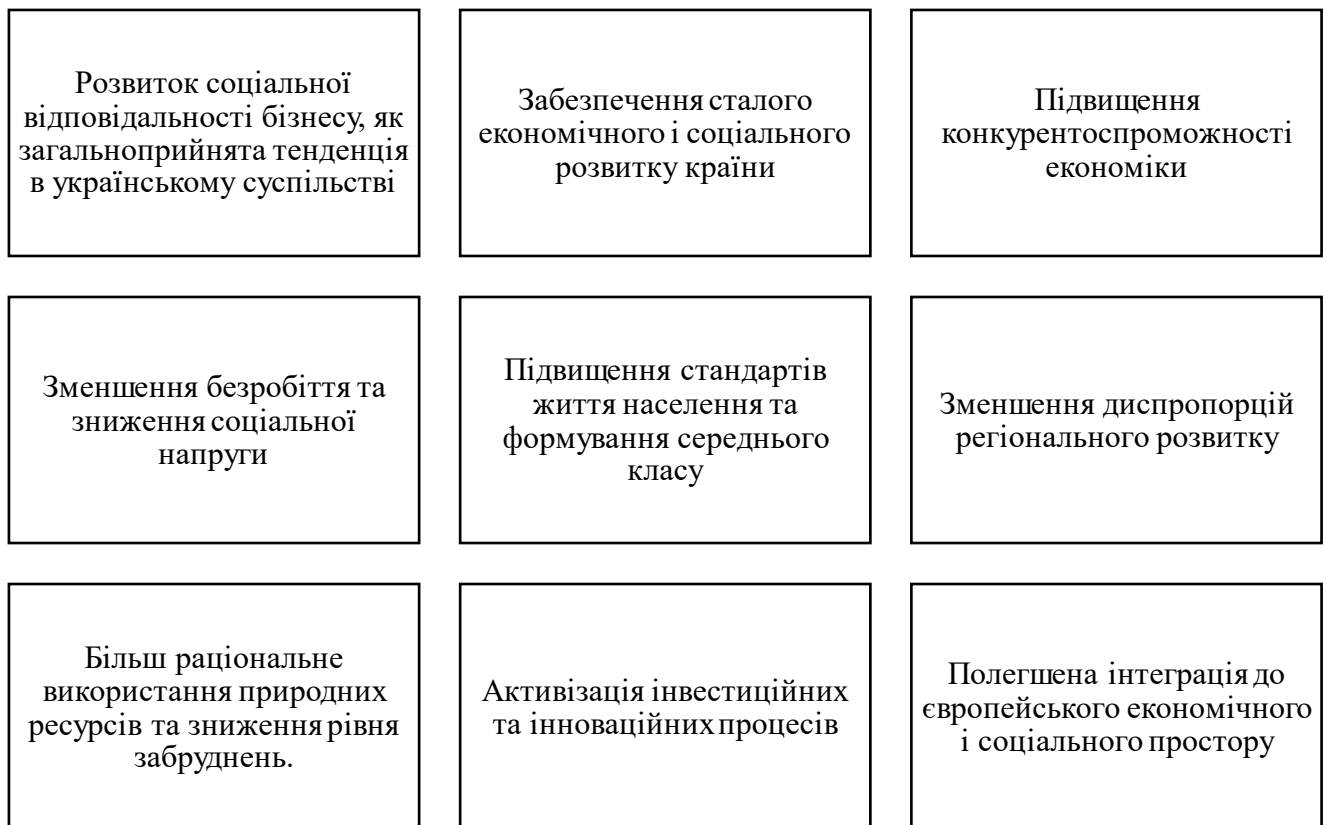 Розвиток соціальної
відповідальності бізнесу, як
загальноприйнята тенденція
в українському суспільстві
Забезпечення сталого
економічного і соціального
розвитку країни
Підвищення
конкурентоспроможності
економіки
Зменшення безробіття та
зниження соціальної
напруги
Підвищення стандартів
життя населення та
формування середнього
класу
Зменшення диспропорцій
регіонального розвитку
Більш раціональне
використання природних
ресурсів та зниження рівня
забруднень.
Активізація інвестиційних
та інноваційних процесів
Полегшена інтеграція до
європейського економічного
і соціального простору